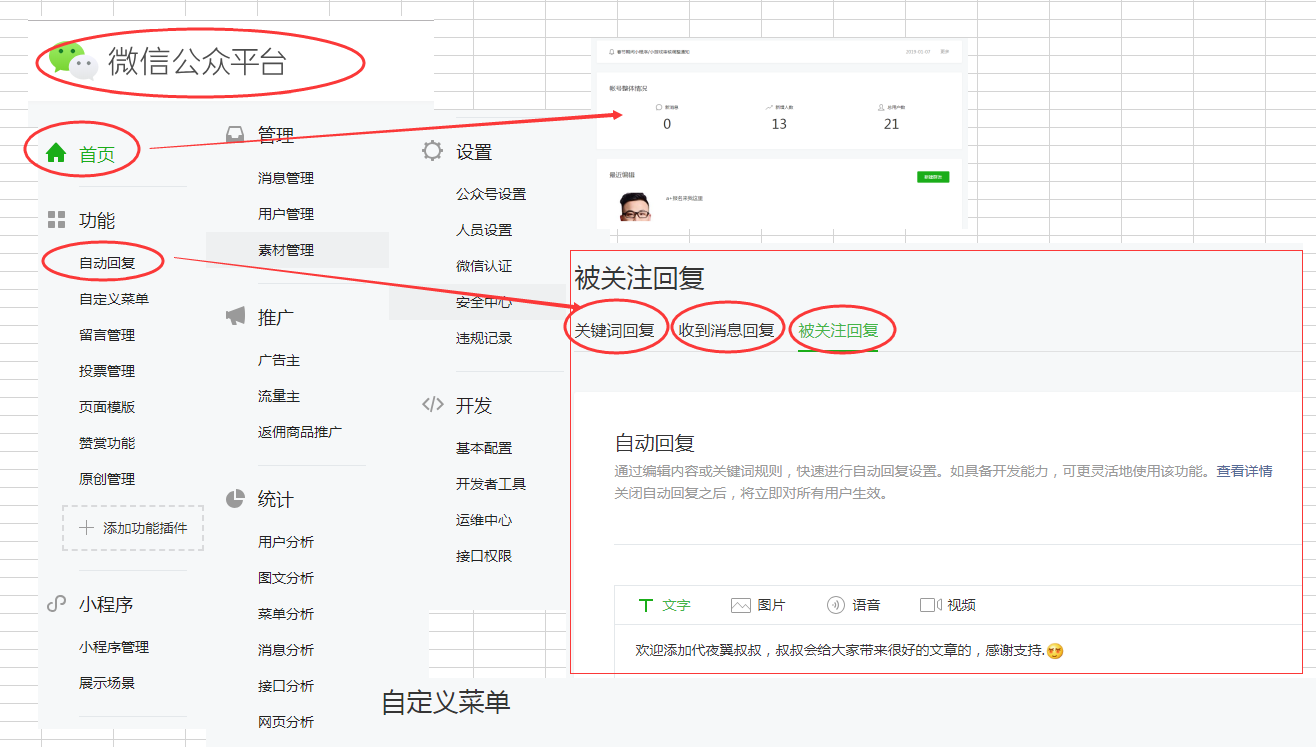 微信公众平台
首页
功能
自动回复
自定义菜单
留言管理
投票管理
页面模版
赞赏功能
原创管理
添加功能插件
小程序
小程序管理
展示场景
管理
消息管理
用户管理
素材管理
推广
广告主
流量主
返佣商品推广
统计
用户分析
图文分析
菜单分析
消息分析
接口分析
网页分析
设置
公众号设置
人员设置
微信认证
安全中心
违规记录
开发
基本配置
开发者工具
运维中心
接口权限
帐号整体情况
新消息
新增人数
总用户数
0
13
21
最近编辑
被关注回复
关键词回复 收到消息回复 被关注回复
自动回复
通过编辑内容或关键词规则，快速进行自动回复设置。如具备开发能力，可更灵活地使用该功能。查看详情
关闭自动回复之后，将立即对所有用户生效。
文字 图片 语音 视频
欢迎添加代夜翼叔叔，叔叔会给大家带来很好的文章的，感谢支持.😍
自定义菜单